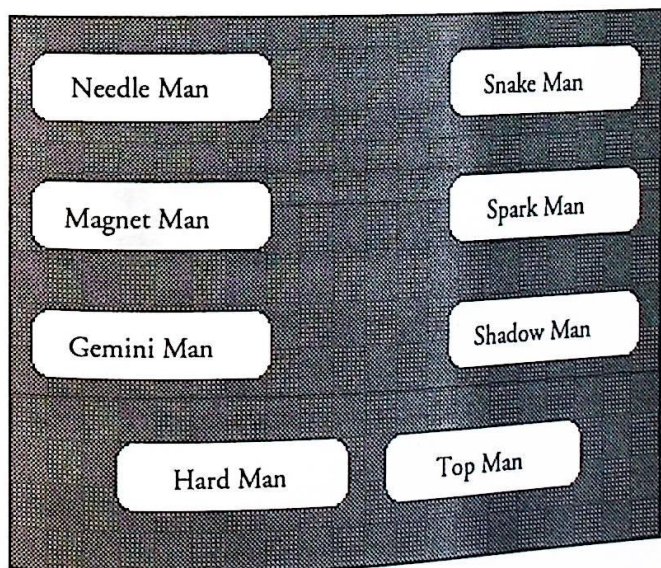 Needle Man
Snake Man
Magnet Man
Spark Man
Gemini Man
Shadow Man
Hard Man
Top Man